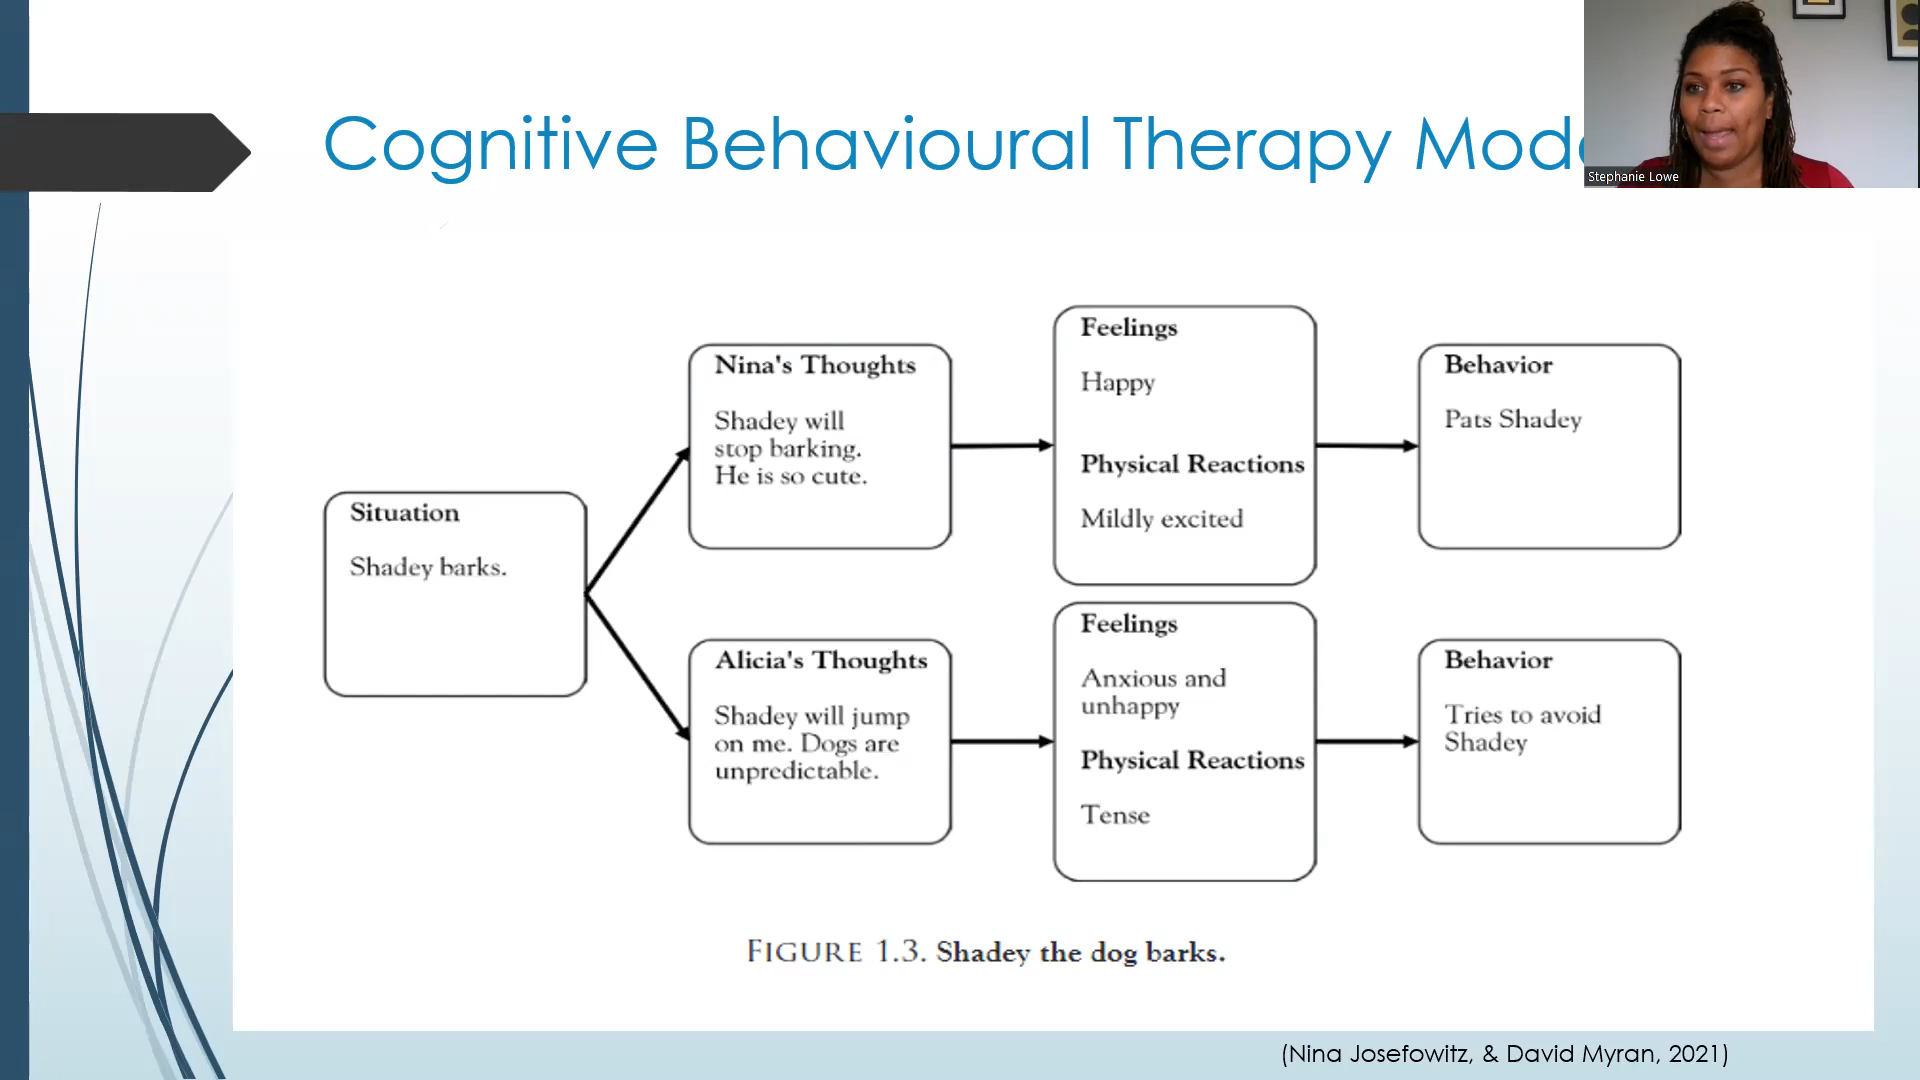 Cognitive Behavioural Therapy Mod
Stephanie Lowe
Situation
Shadey barks.
Nina's Thoughts
Shadey will
stop barking.
He is so cute.
Feelings
Happy
Physical Reactions
Mildly excited
Behavior
Pats Shadey
Alicia's Thoughts
Shadey will jump
on me. Dogs are
unpredictable.
Feelings
Anxious and
unhappy
Physical Reactions
Tense
Behavior
Tries to avoid
Shadey
FIGURE 1.3. Shadey the dog barks.
(Nina Josefowitz, & David Myran, 2021)